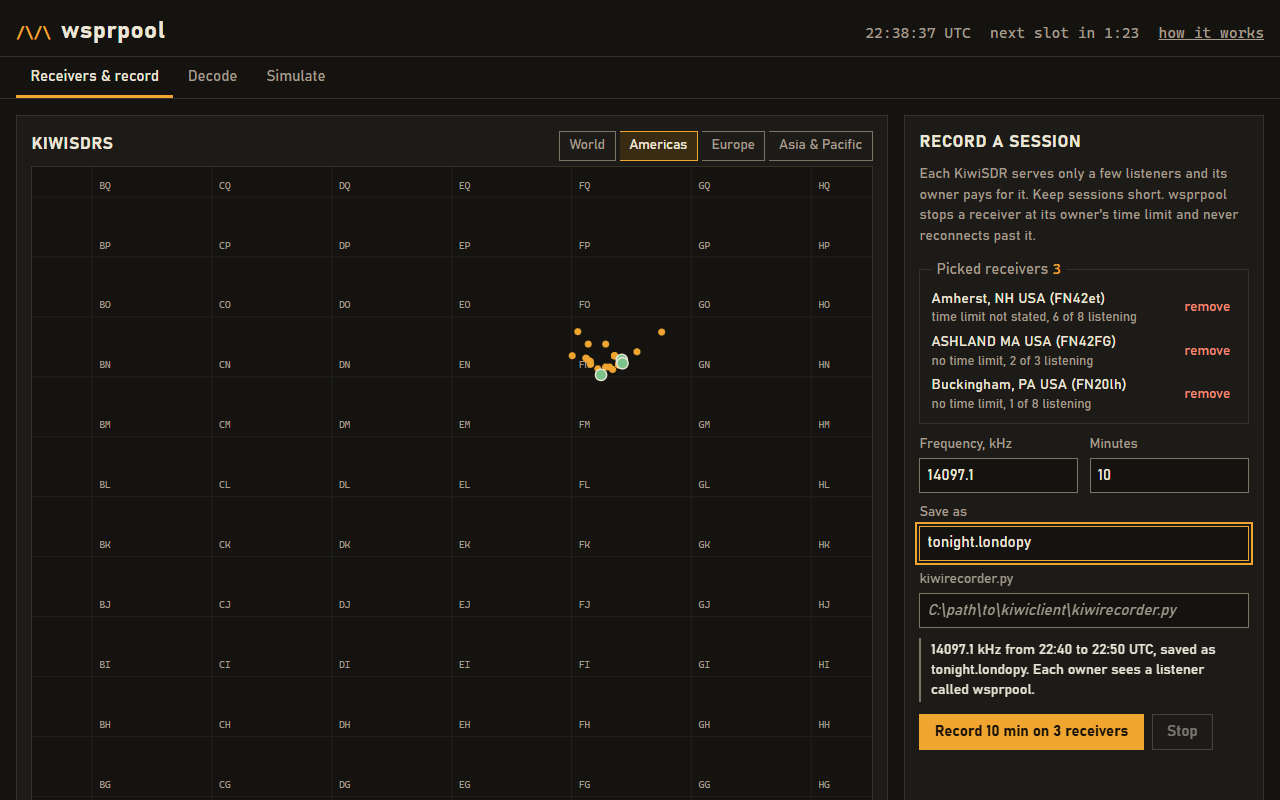 /\/\ wsprpool
22:38:37 UTC next slot in 1:23 how it works
Receivers & record Decode Simulate
KIWISDRS
World Americas Europe Asia & Pacific
BQ CQ DQ EQ FQ GQ HQ
BP CP DP EP FP GP HP
BO CO DO EO FO GO HO
BN CN DN EN GN HN
BM CM DM EM FM GM HM
BL CL DL EL FL GL HL
BK CK DK EK FK GK HK
BJ CJ DJ EJ FJ GJ HJ
BI CI DI EI FI GI HI
BH CH DH EH FH GH HH
BG CG DG EG FG GG HG
RECORD A SESSION
Each KiwiSDR serves only a few listeners and its
owner pays for it. Keep sessions short. wsprpool
stops a receiver at its owner's time limit and never
reconnects past it.
Picked receivers 3
Amherst, NH USA (FN42et)
time limit not stated, 6 of 8 listening
remove
ASHLAND MA USA (FN42FG)
no time limit, 2 of 3 listening
remove
Buckingham, PA USA (FN20lh)
no time limit, 1 of 8 listening
remove
Frequency, kHz Minutes
14097.1 10
Save as
tonight.londopy
kiwirecorder.py
C:\path\to\kiwiclient\kiwirecorder.py
14097.1 kHz from 22:40 to 22:50 UTC, saved as
tonight.londopy. Each owner sees a listener
called wsprpool.
Record 10 min on 3 receivers Stop